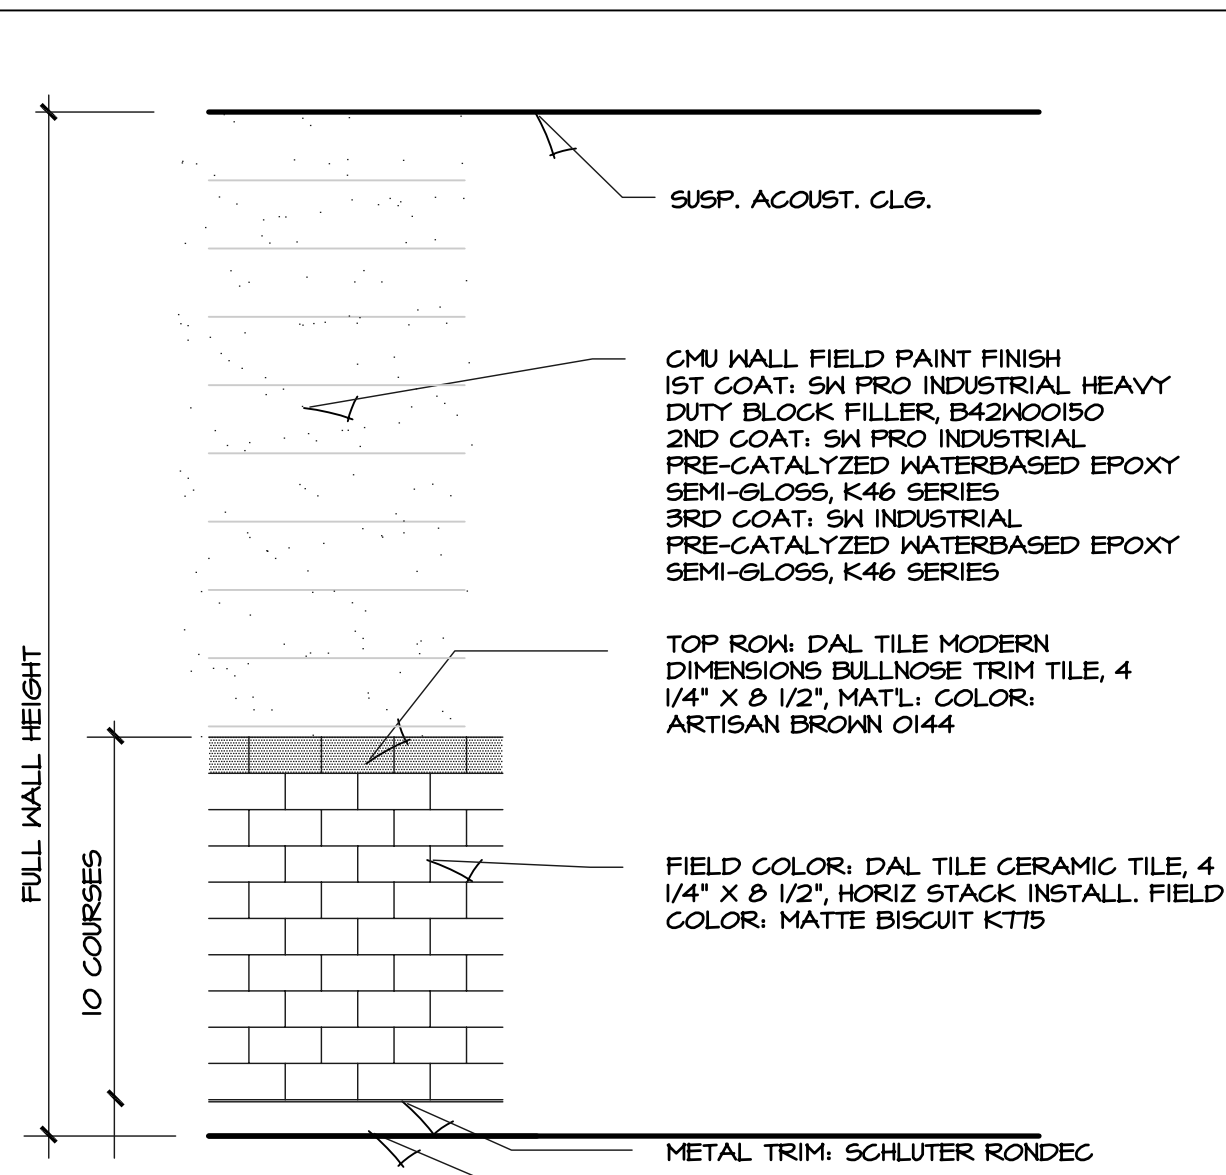 SUSP. ACOUST. CLG.
CMU WALL FIELD PAINT FINISH
1ST COAT: SW PRO INDUSTRIAL HEAVY
DUTY BLOCK FILLER, B42W00150
2ND COAT: SW PRO INDUSTRIAL
PRE-CATALYZED WATERBASED EPOXY
SEMI-GLOSS, K46 SERIES
3RD COAT: SW INDUSTRIAL
PRE-CATALYZED WATERBASED EPOXY
SEMI-GLOSS, K46 SERIES
TOP ROW: DAL TILE MODERN
DIMENSIONS BULLNOSE TRIM TILE, 4
1/4" X 8 1/2", MAT'L: COLOR:
ARTISAN BROWN 0144
FIELD COLOR: DAL TILE CERAMIC TILE, 4
1/4" X 8 1/2", HORIZ STACK INSTALL. FIELD
COLOR: MATTE BISCUIT K775
METAL TRIM: SCHLUTER RONDEC
FULL WALL HEIGHT
10 COURSES